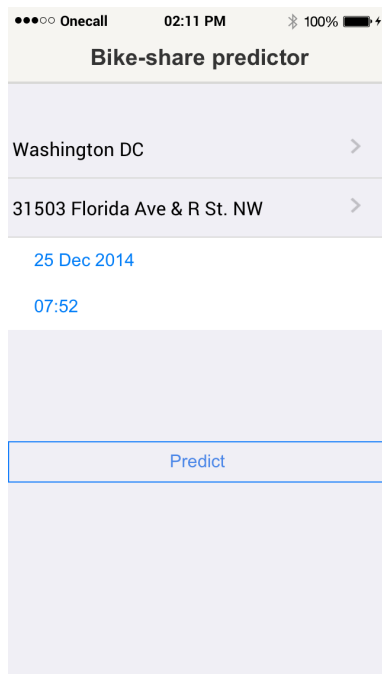 Onecall 02:11 PM 100%
Bike-share predictor
Washington DC
31503 Florida Ave & R St. NW
25 Dec 2014
07:52
Predict